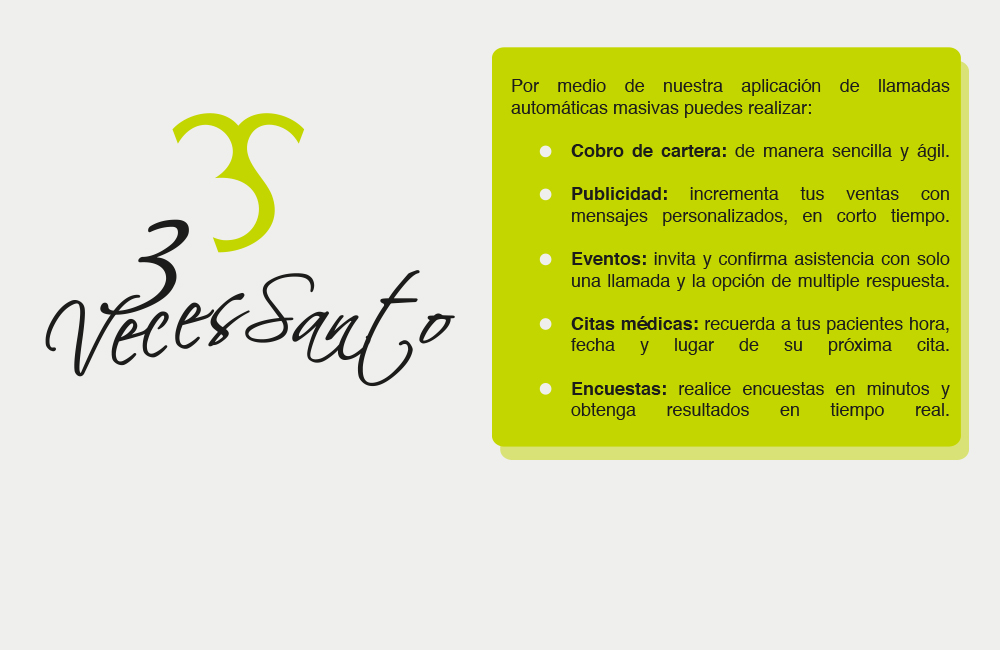 3S
3
VecesSanto
Por medio de nuestra aplicación de llamadas
automáticas masivas puedes realizar:
● Cobro de cartera: de manera sencilla y ágil.
● Publicidad: incrementa tus ventas con
mensajes personalizados, en corto tiempo.
● Eventos: invita y confirma asistencia con solo
una llamada y la opción de multiple respuesta.
● Citas médicas: recuerda a tus pacientes hora,
fecha y lugar de su próxima cita.
● Encuestas: realice encuestas en minutos y
obtenga resultados en tiempo real.